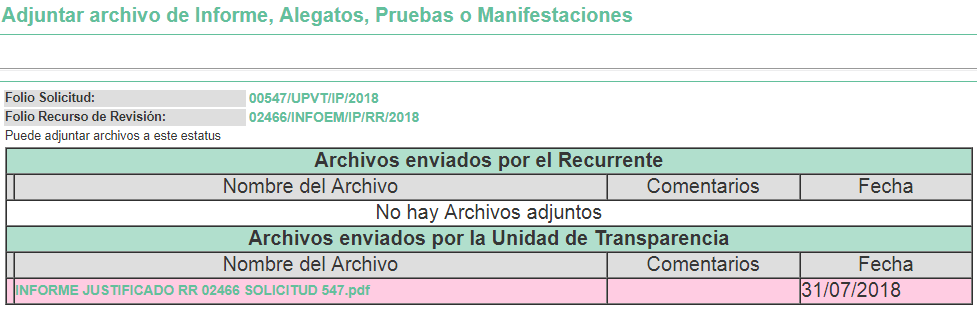 Adjuntar archivo de Informe, Alegatos, Pruebas o Manifestaciones
Folio Solicitud: 00547/UPVT/IP/2018
Folio Recurso de Revisión: 02466/INFOEM/IP/RR/2018
Puede adjuntar archivos a este estatus
Archivos enviados por el Recurrente
Nombre del Archivo Comentarios Fecha
No hay Archivos adjuntos
Archivos enviados por la Unidad de Transparencia
Nombre del Archivo Comentarios Fecha
INFORME JUSTIFICADO RR 02466 SOLICITUD 547.pdf 31/07/2018